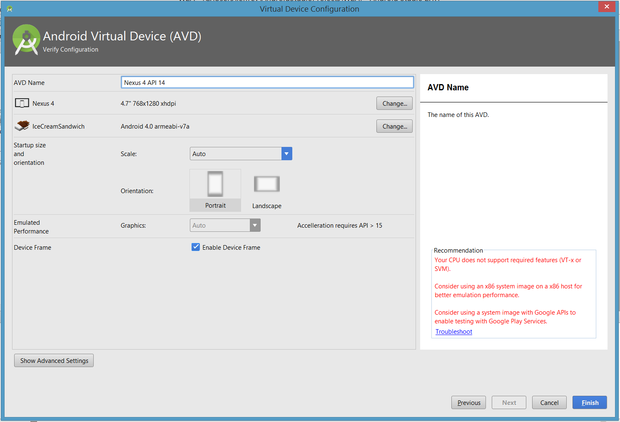 Virtual Device Configuration
Android Virtual Device (AVD)
Verify Configuration
AVD Name
Nexus 4 API 14
Nexus 4
4.7" 768x1280 xhdpi
Change...
IceCreamSandwich
Android 4.0 armeabi-v7a
Change...
Startup size
and
orientation
Scale:
Auto
Orientation:
Portrait
Landscape
Emulated
Performance
Graphics:
Auto
Accelleration requires API > 15
Device Frame
Enable Device Frame
Show Advanced Settings
AVD Name
The name of this AVD.
Recommendation
Your CPU does not support required features (VT-x or
SVM).
Consider using an x86 system image on a x86 host for
better emulation performance.
Consider using a system image with Google APIs to
enable testing with Google Play Services.
Troubleshoot
Previous
Next
Cancel
Finish